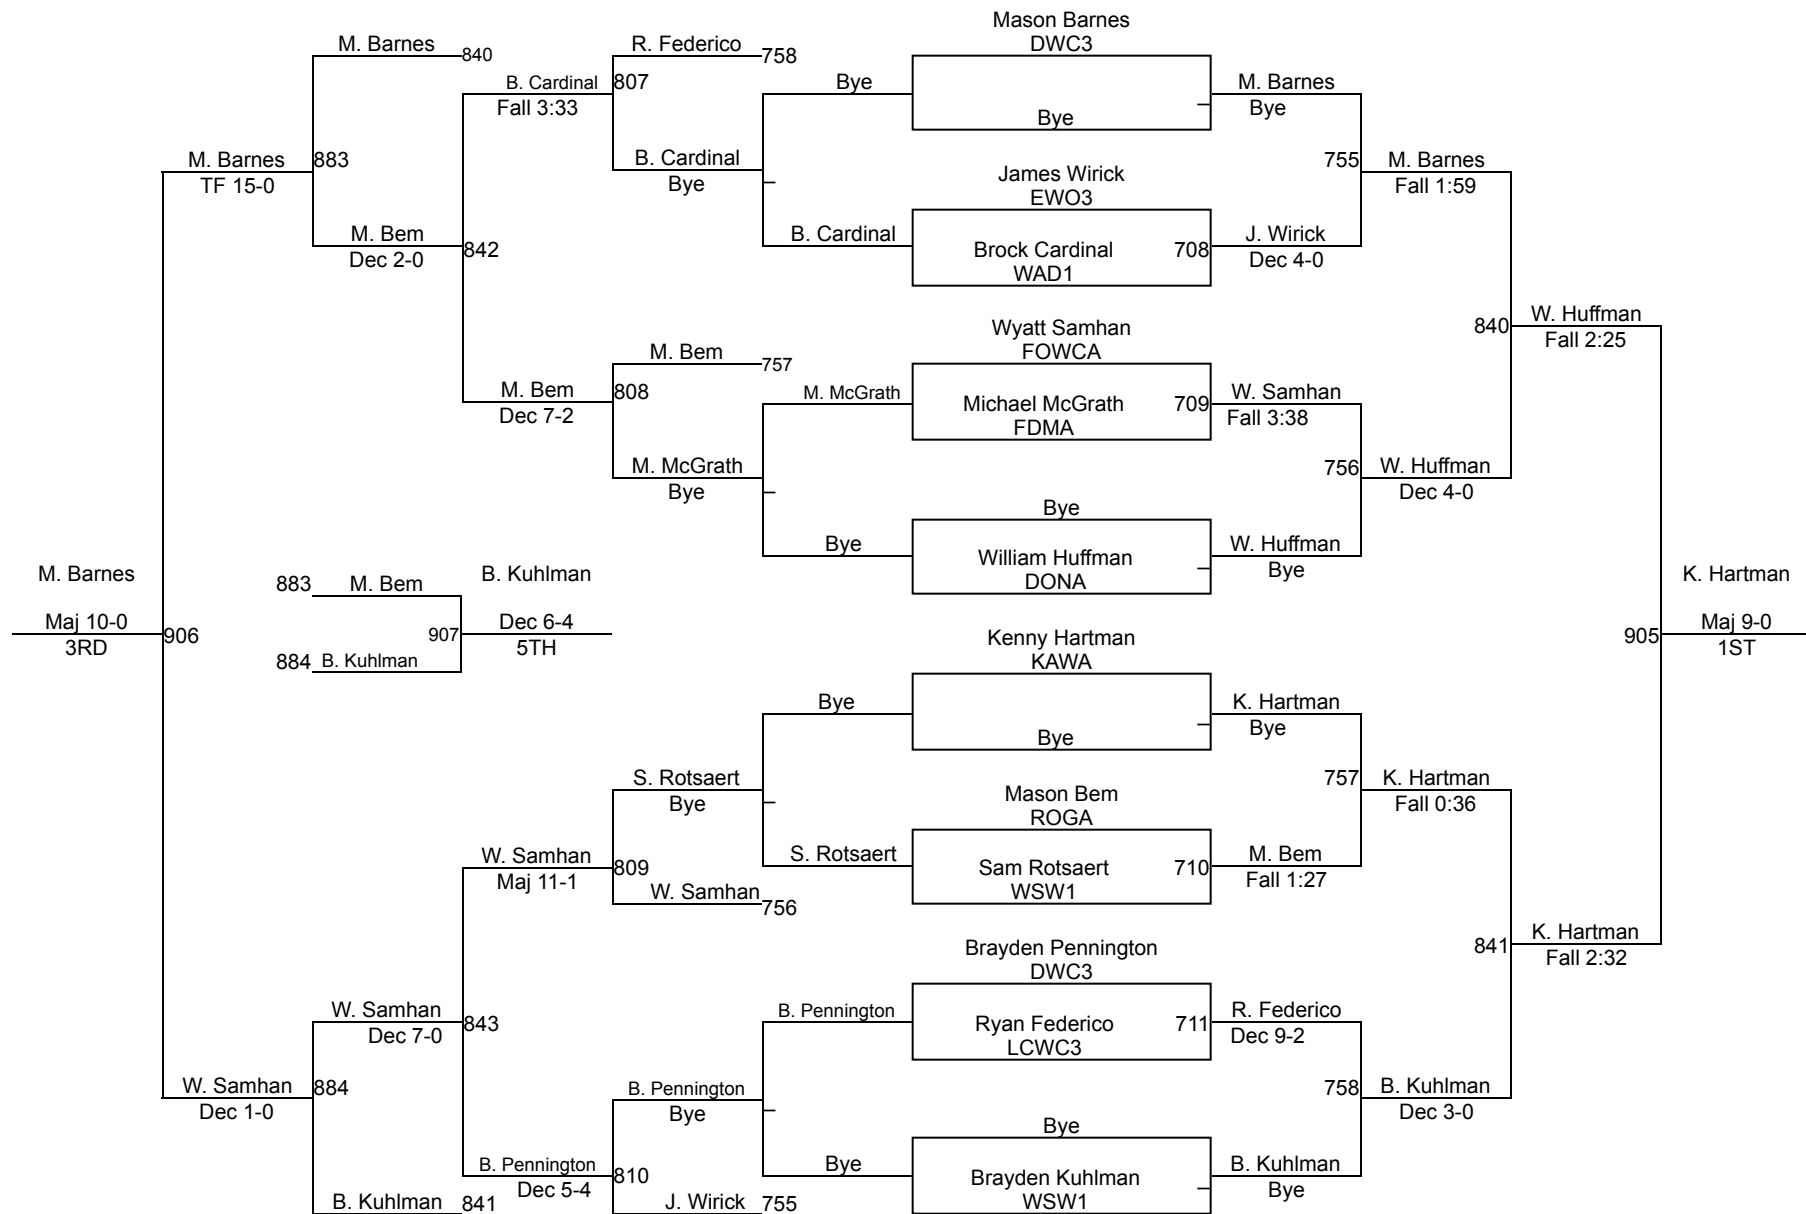 Mason Barnes
DWC3
Bye
James Wirick
EWO3
Brock Cardinal
WAD1
708
Wyatt Samhan
FOWCA
Michael McGrath
FDMA
709
Bye
William Huffman
DONA
Kenny Hartman
KAWA
Bye
Mason Bem
ROGA
Sam Rotsaert
WSW1
710
Brayden Pennington
DWC3
Ryan Federico
LCWC3
711
Bye
Brayden Kuhlman
WSW1
M. Barnes
Bye
755
J. Wirick
Dec 4-0
W. Samhan
Fall 3:38
756
W. Huffman
Bye
K. Hartman
Bye
757
M. Bem
Fall 1:27
R. Federico
Dec 9-2
758
B. Kuhlman
Bye
M. Barnes
Fall 1:59
840
W. Huffman
Dec 4-0
K. Hartman
Fall 0:36
841
B. Kuhlman
Dec 3-0
W. Huffman
Fall 2:25
905
K. Hartman
Fall 2:32
K. Hartman
Maj 9-0
1ST
Bye
B. Cardinal
M. McGrath
Bye
Bye
S. Rotsaert
B. Pennington
Bye
R. Federico
758
807
B. Cardinal
Bye
M. Bem
757
808
M. McGrath
Bye
S. Rotsaert
Bye
809
W. Samhan
756
B. Pennington
Bye
810
J. Wirick
755
B. Cardinal
Fall 3:33
842
M. Bem
Dec 7-2
W. Samhan
Maj 11-1
843
B. Pennington
Dec 5-4
M. Barnes
840
883
M. Bem
Dec 2-0
W. Samhan
Dec 7-0
884
B. Kuhlman
841
M. Barnes
TF 15-0
906
W. Samhan
Dec 1-0
M. Barnes
Maj 10-0
3RD
883
M. Bem
907
884
B. Kuhlman
B. Kuhlman
Dec 6-4
5TH